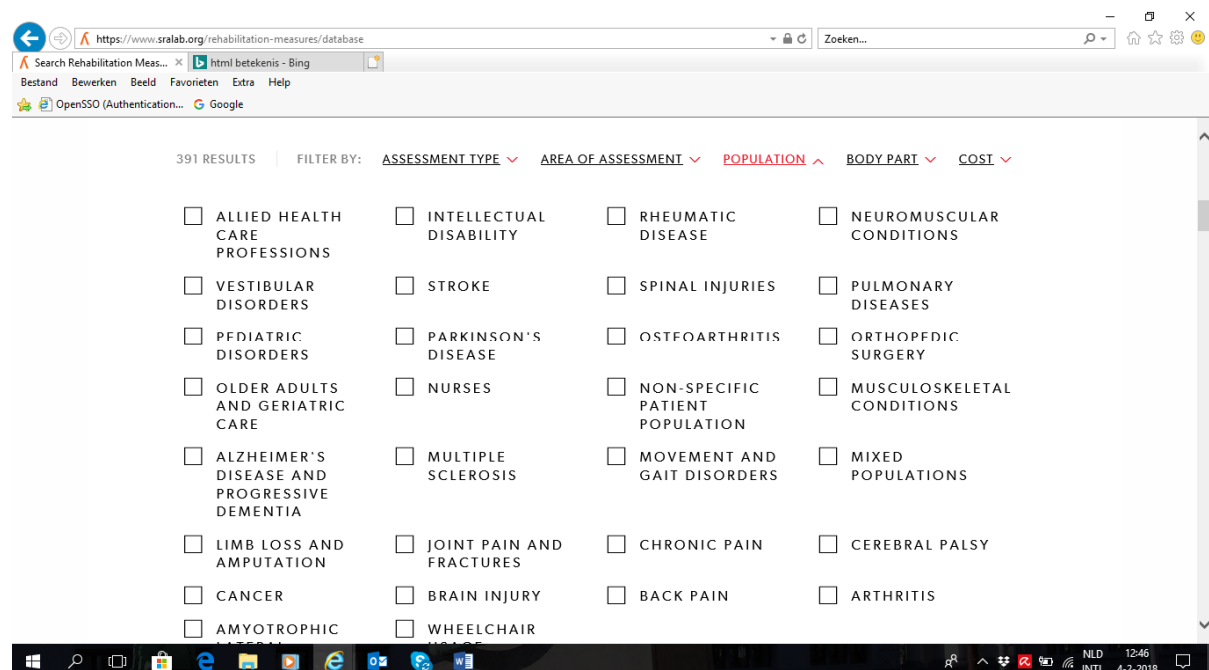 https://www.sralab.org/rehabilitation-measures/database
Zoeken...
Search Rehabilitation Meas...
html betekenis - Bing
Bestand Bewerken Beeld Favorieten Extra Help
OpenSSO (Authentication... Google
391 RESULTS FILTER BY: ASSESSMENT TYPE AREA OF ASSESSMENT POPULATION BODY PART COST
ALLIED HEALTH
CARE
PROFESSIONS
INTELLECTUAL
DISABILITY
RHEUMATIC
DISEASE
NEUROMUSCULAR
CONDITIONS
VESTIBULAR
DISORDERS
STROKE
SPINAL INJURIES
PULMONARY
DISEASES
PEDIATRIC
DISORDERS
PARKINSON'S
DISEASE
OSTEOARTHRITIS
ORTHOPEDIC
SURGERY
OLDER ADULTS
AND GERIATRIC
CARE
NURSES
NON-SPECIFIC
PATIENT
POPULATION
MUSCULOSKELETAL
CONDITIONS
ALZHEIMER'S
DISEASE AND
PROGRESSIVE
DEMENTIA
MULTIPLE
SCLEROSIS
MOVEMENT AND
GAIT DISORDERS
MIXED
POPULATIONS
LIMB LOSS AND
AMPUTATION
JOINT PAIN AND
FRACTURES
CHRONIC PAIN
CEREBRAL PALSY
CANCER
BRAIN INJURY
BACK PAIN
ARTHRITIS
AMYOTROPHIC
LATERAL
WHEELCHAIR
USAGE
NLD
INTL
12:46
4-2-2018